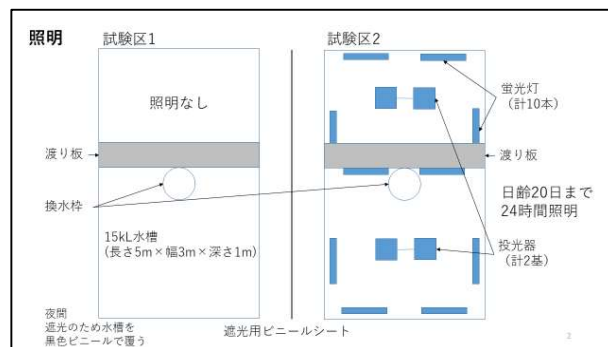 照明
試験区1
試験区2
照明なし
蛍光灯
(計10本)
渡り板
渡り板
換水枠
日齢20日まで
24時間照明
15kL水槽
(長さ5m×幅3m×深さ1m)
投光器
(計2基)
夜間
遮光のため水槽を
黒色ビニールで覆う
遮光用ビニールシート
2